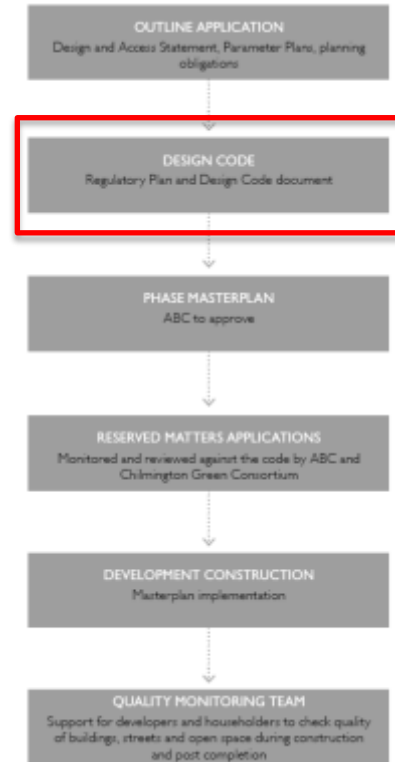 OUTLINE APPLICATION
Design and Access Statement, Parameter Plans, planning
obligations
DESIGN CODE
Regulatory Plan and Design Code document
PHASE MASTERPLAN
ABC to approve
RESERVED MATTERS APPLICATIONS
Monitored and reviewed against the code by ABC and
Chilmington Green Consortium
DEVELOPMENT CONSTRUCTION
Masterplan implementation
QUALITY MONITORING TEAM
Support for developers and householders to check quality
of buildings, streets and open space during construction
and post completion